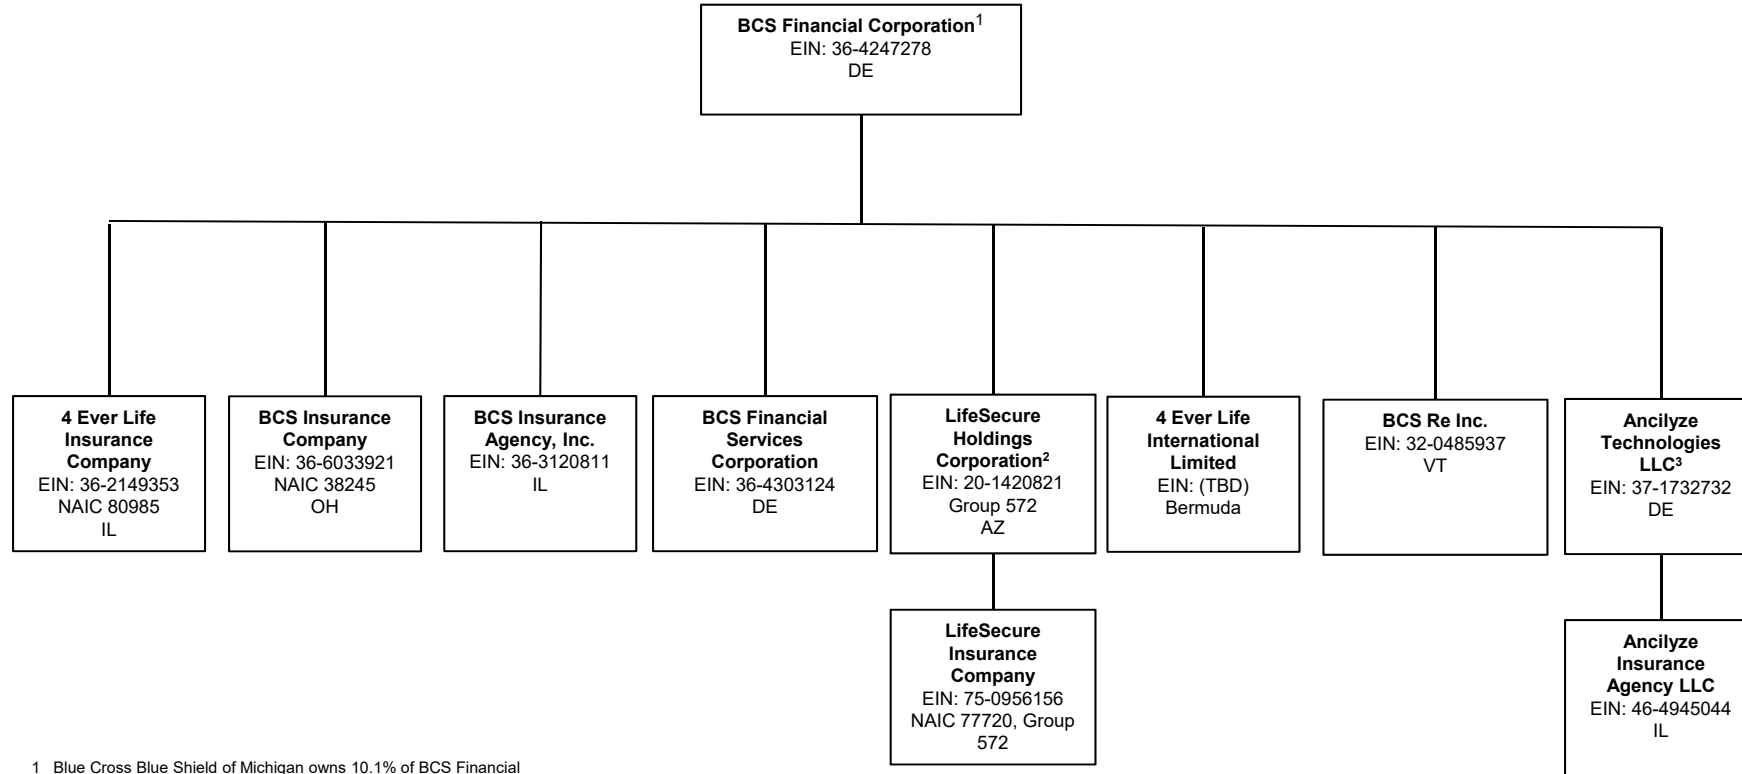 BCS Financial Corporation1
EIN: 36-4247278
DE
4 Ever Life
Insurance
Company
EIN: 36-2149353
NAIC 80985
IL
BCS Insurance
Company
EIN: 36-6033921
NAIC 38245
OH
BCS Insurance
Agency, Inc.
EIN: 36-3120811
IL
BCS Financial
Services
Corporation
EIN: 36-4303124
DE
LifeSecure
Holdings
Corporation2
EIN: 20-1420821
Group 572
AZ
4 Ever Life
International
Limited
EIN: (TBD)
Bermuda
BCS Re Inc.
EIN: 32-0485937
VT
Ancilyze
Technologies
LLC3
EIN: 37-1732732
DE
LifeSecure
Insurance
Company
EIN: 75-0956156
NAIC 77720, Group
572
Ancilyze
Insurance
Agency LLC
EIN: 46-4945044
IL
1 Blue Cross Blue Shield of Michigan owns 10.1% of BCS Financial